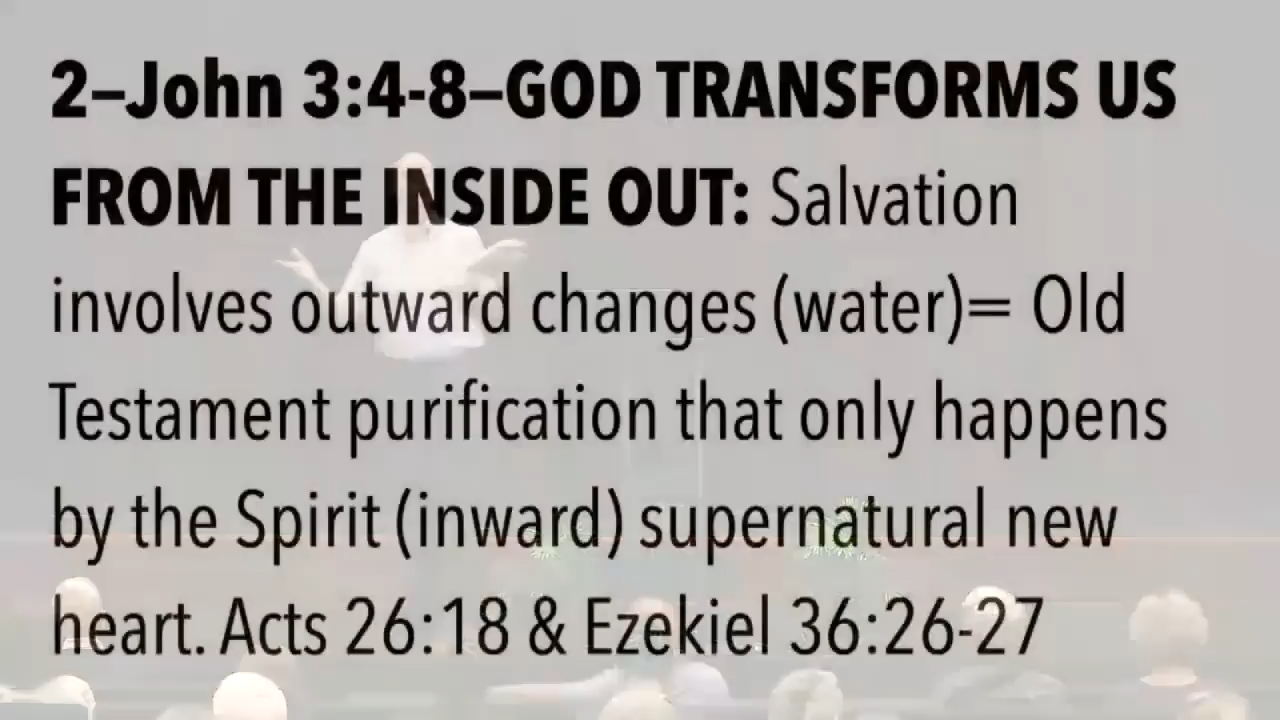 2–John 3:4-8–GOD TRANSFORMS US
FROM THE INSIDE OUT: Salvation
involves outward changes (water)= Old
Testament purification that only happens
by the Spirit (inward) supernatural new
heart. Acts 26:18 & Ezekiel 36:26-27